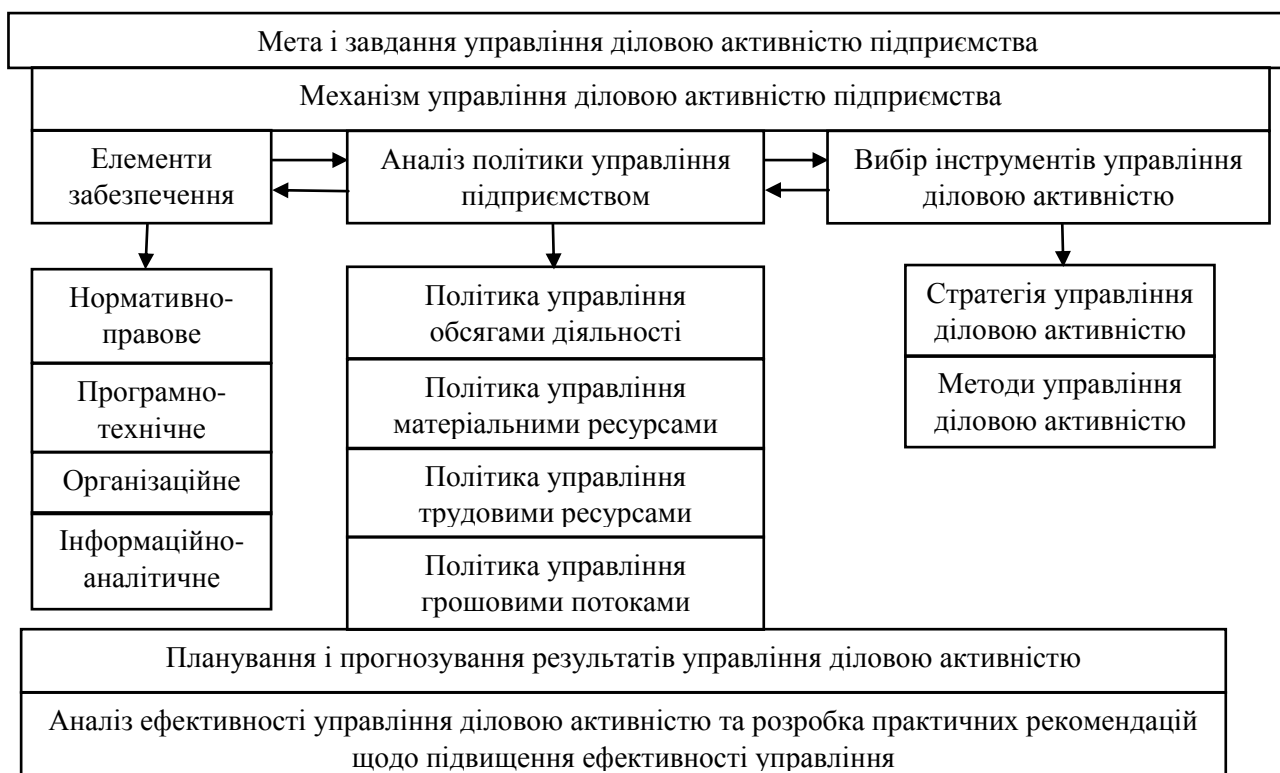 Мета і завдання управління діловою активністю підприємства
Механізм управління діловою активністю підприємства
Елементи
забезпечення
Аналіз політики управління
підприємством
Вибір інструментів управління
діловою активністю
Нормативно-
правове
Програмно-
технічне
Організаційне
Інформаційно-
аналітичне
Політика управління
обсягами діяльності
Політика управління
матеріальними ресурсами
Політика управління
трудовими ресурсами
Політика управління
грошовими потоками
Стратегія управління
діловою активністю
Методи управління
діловою активністю
Планування і прогнозування результатів управління діловою активністю
Аналіз ефективності управління діловою активністю та розробка практичних рекомендацій
щодо підвищення ефективності управління